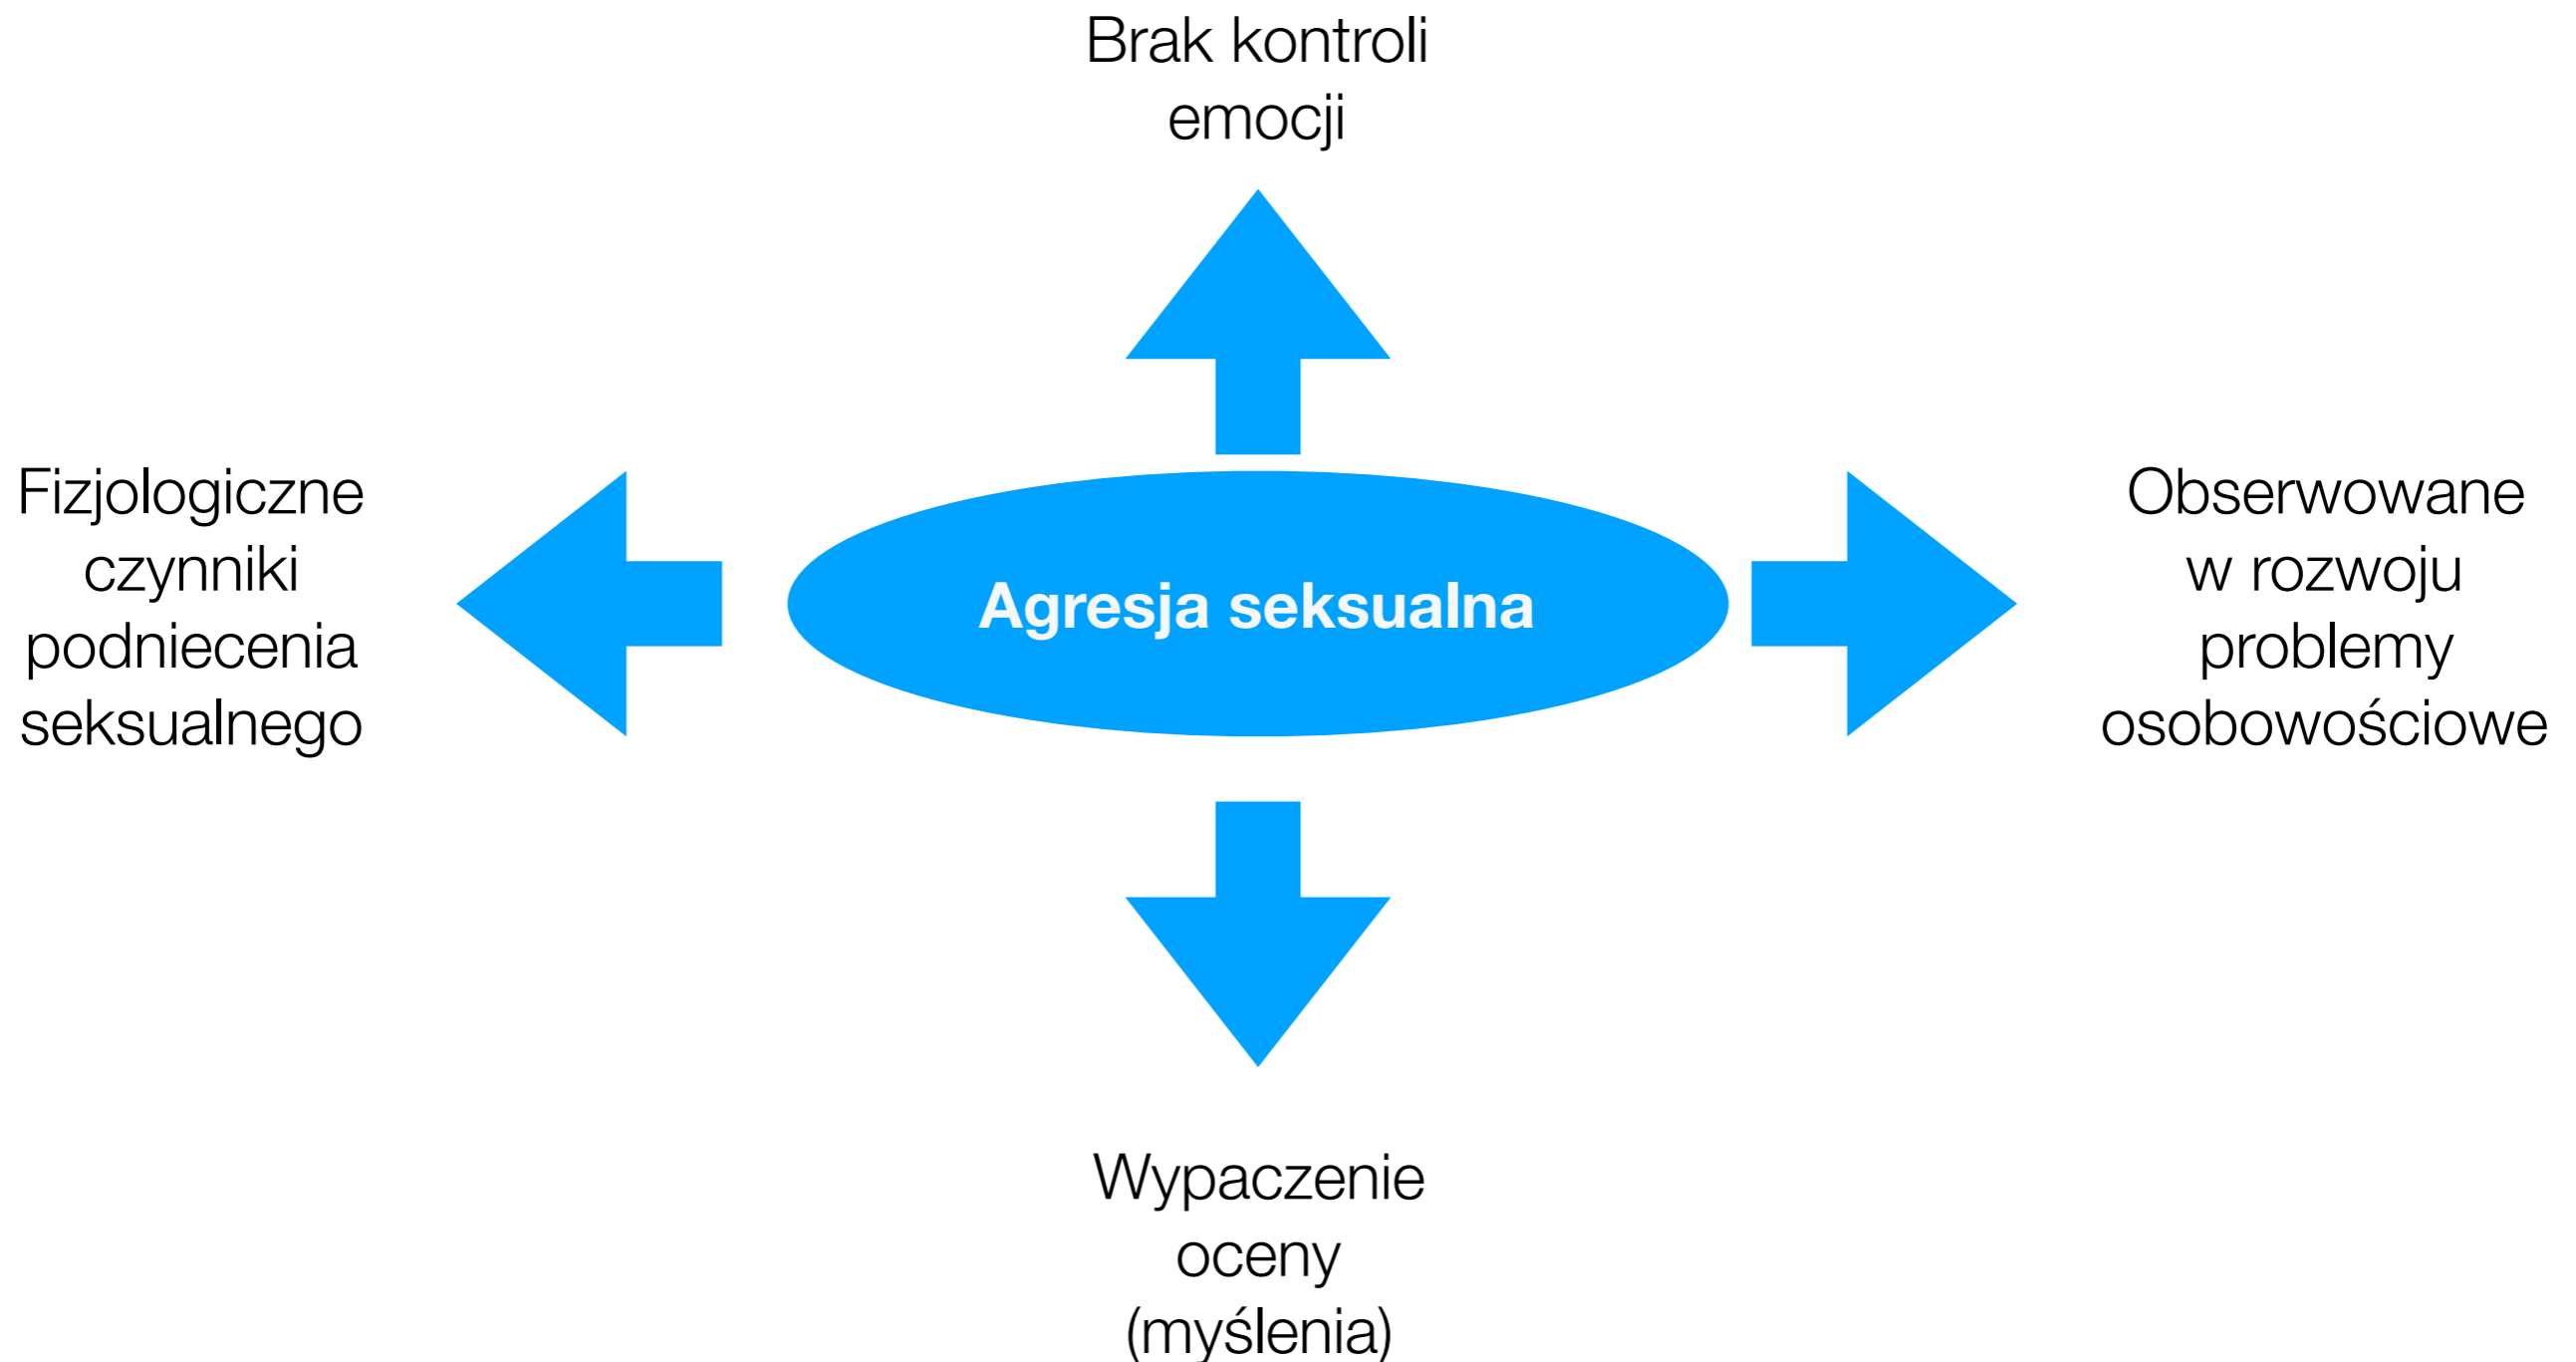 Brak kontroli
emocji
Fizjologiczne
czynniki
podniecenia
seksualnego
Agresja seksualna
Obserwowane
w rozwoju
problemy
osobowościowe
Wypaczenie
oceny
(myślenia)